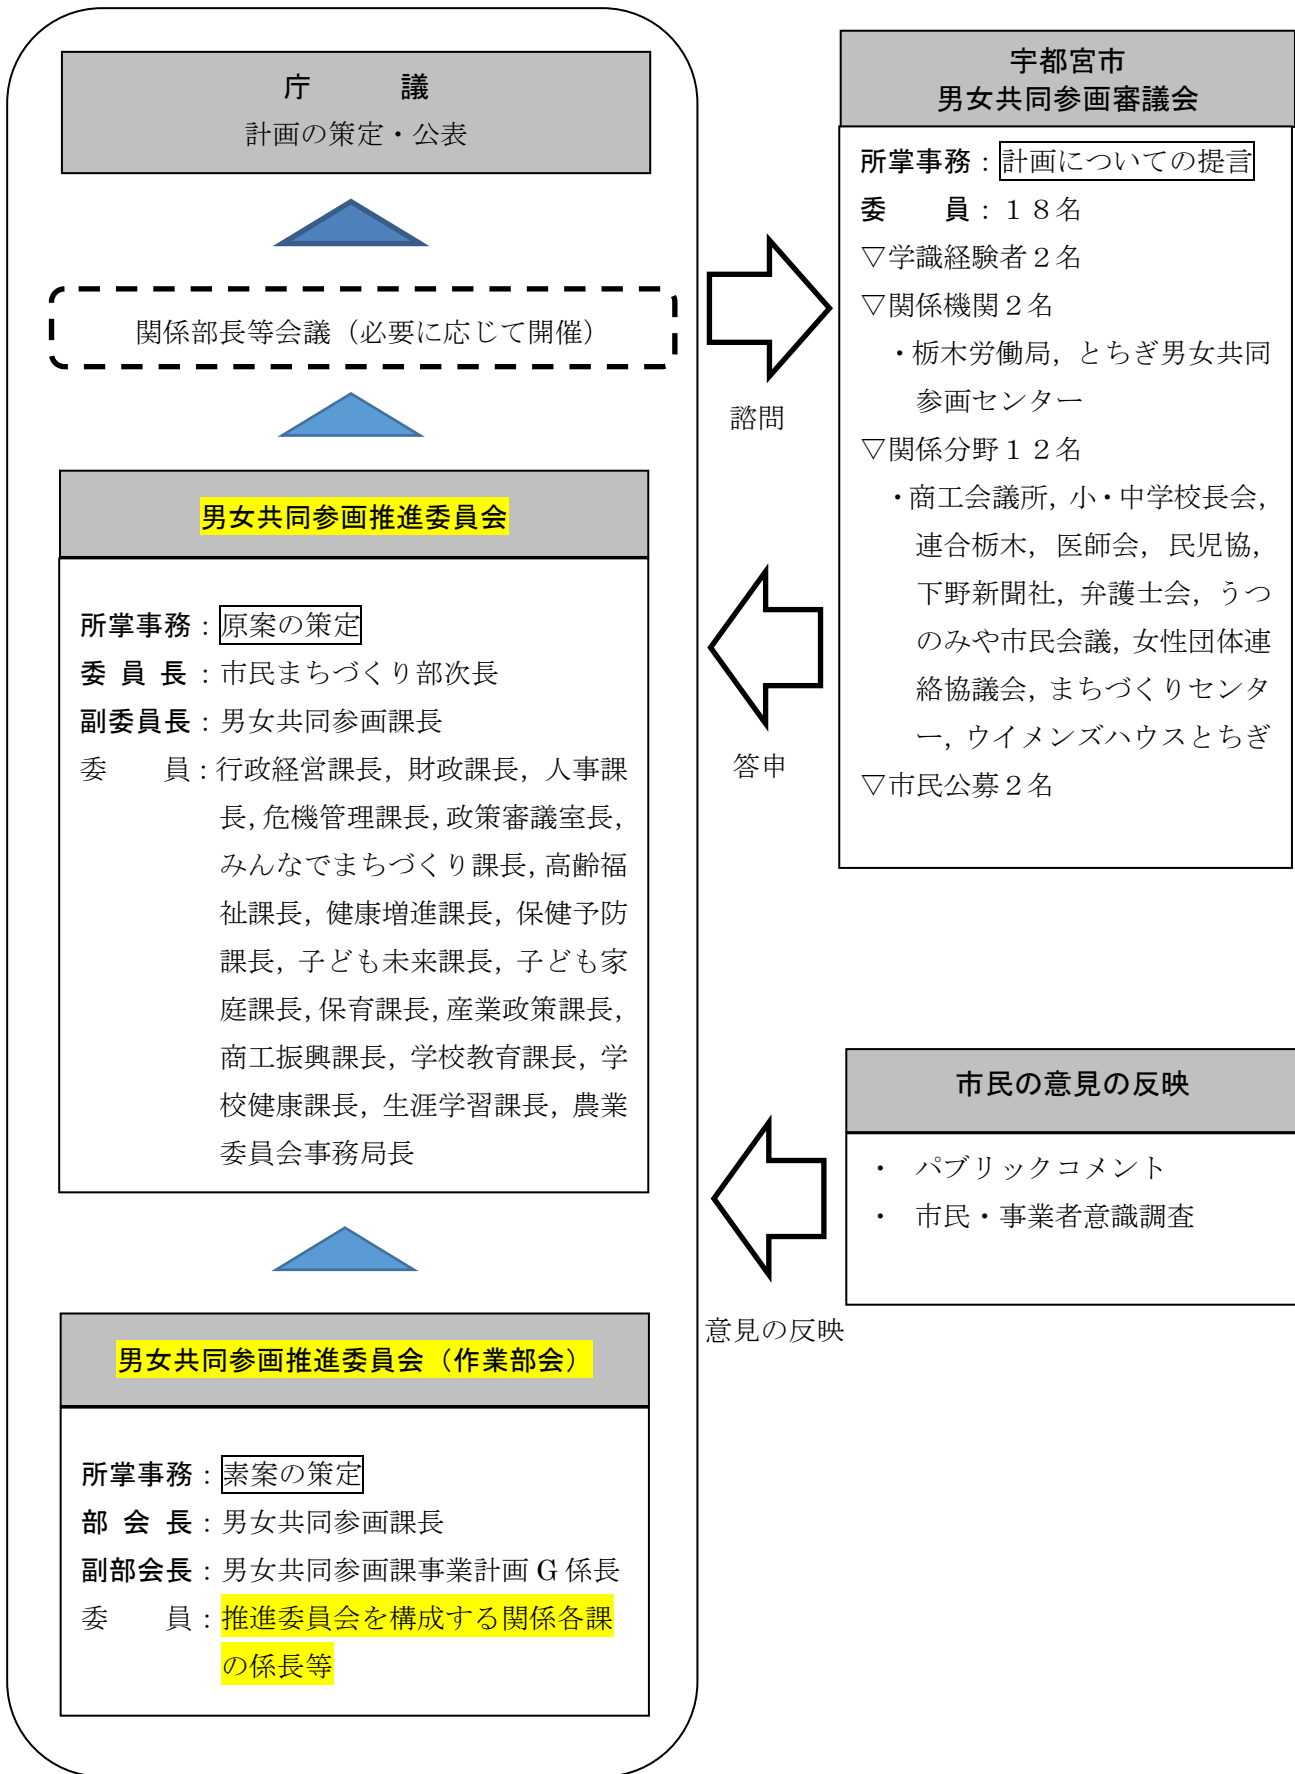 庁　　　議
計画の策定・公表
関係部長等会議（必要に応じて開催）
男女共同参画推進委員会
所掌事務：原案の策定
委 員 長：市民まちづくり部次長
副委員長：男女共同参画課長
委　　員：行政経営課長，財政課長，人事課
長，危機管理課長，政策審議室長，
みんなでまちづくり課長，高齢福
祉課長，健康増進課長，保健予防
課長，子ども未来課長，子ども家
庭課長，保育課長，産業政策課長，
商工振興課長，学校教育課長，学
校健康課長，生涯学習課長，農業
委員会事務局長
男女共同参画推進委員会（作業部会）
所掌事務：素案の策定
部 会 長：男女共同参画課長
副部会長：男女共同参画課事業計画 G 係長
委　　員：推進委員会を構成する関係各課
の係長等
諮問
答申
意見の反映
宇都宮市
男女共同参画審議会
所掌事務：計画についての提言
委　　員：１８名
▽学識経験者２名
▽関係機関２名
・栃木労働局，とちぎ男女共同
参画センター
▽関係分野１２名
・商工会議所，小・中学校長会，
連合栃木，医師会，民児協，
下野新聞社，弁護士会，うつ
のみや市民会議，女性団体連
絡協議会，まちづくりセンタ
ー，ウイメンズハウスとちぎ
▽市民公募２名
市民の意見の反映
・　パブリックコメント
・　市民・事業者意識調査